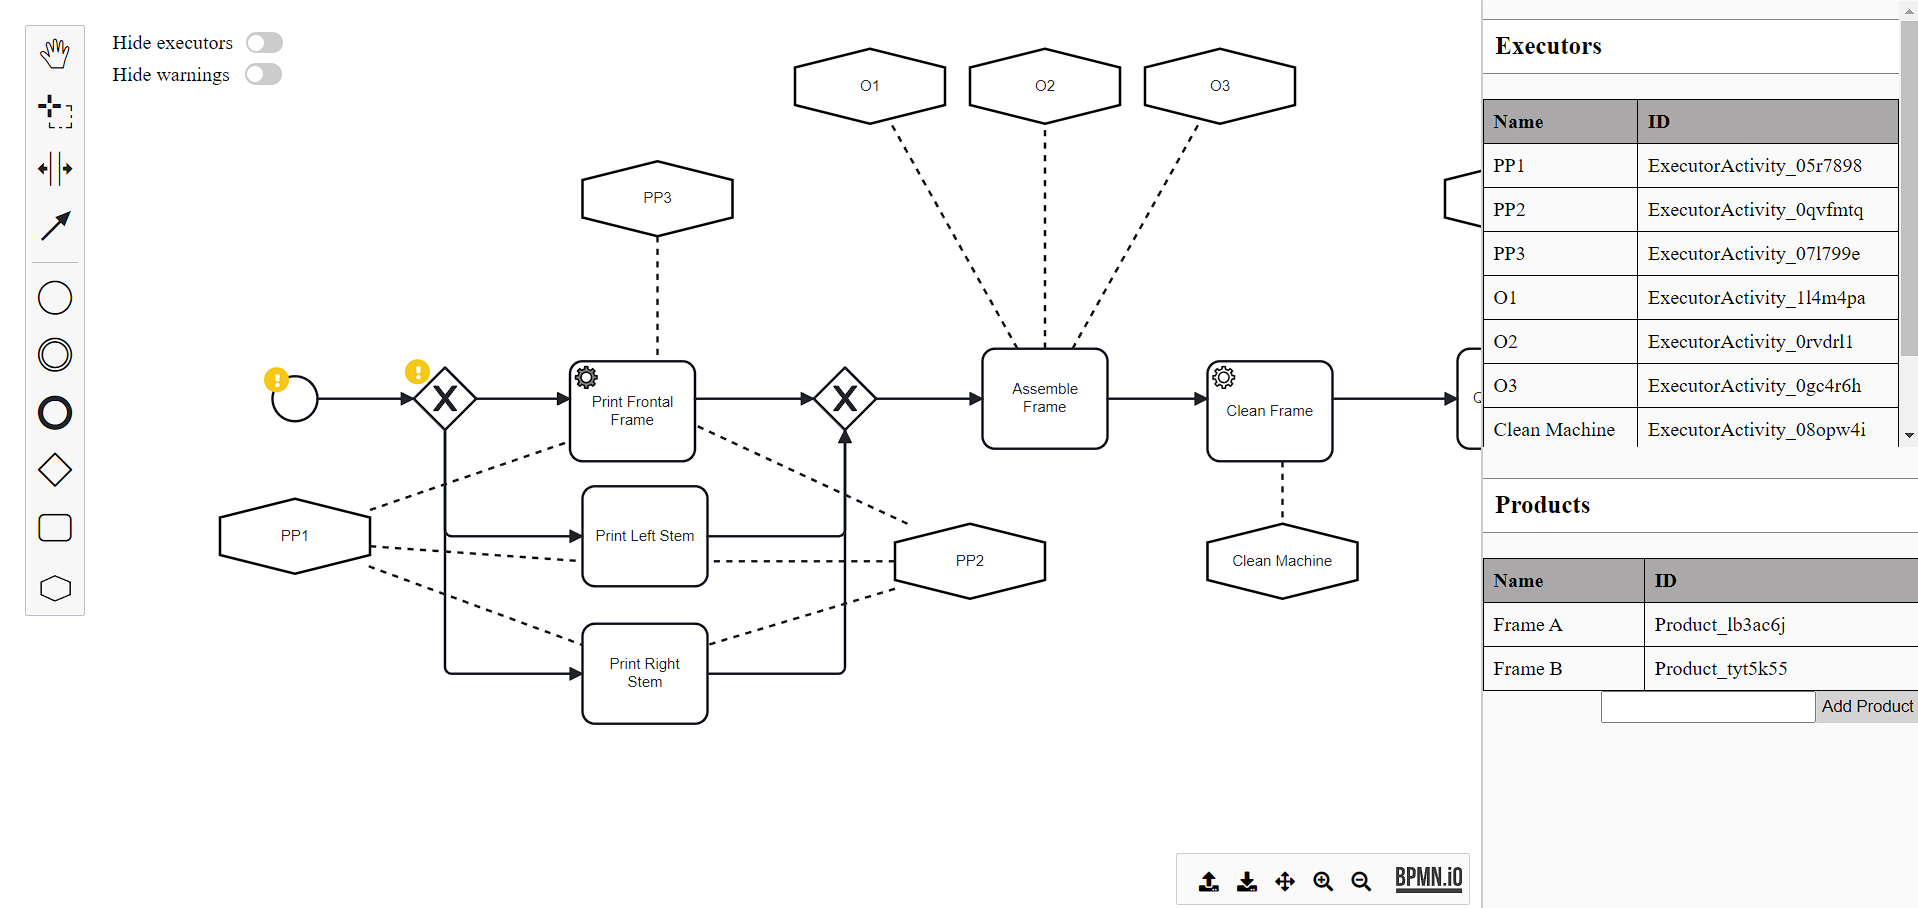 Hide executors
Hide warnings
O1
O2
O3
PP3
Print Frontal
Frame
Assemble
Frame
Clean Frame
Q
PP1
Print Left Stem
PP2
Clean Machine
Print Right
Stem
BPMN.iO
Executors
Name ID
PP1 ExecutorActivity_05r7898
PP2 ExecutorActivity_0qvfmtq
PP3 ExecutorActivity_07l799e
O1 ExecutorActivity_1l4m4pa
O2 ExecutorActivity_0rvdrl1
O3 ExecutorActivity_0gc4r6h
Clean Machine ExecutorActivity_08opw4i
Products
Name ID
Frame A Product_lb3ac6j
Frame B Product_tyt5k55
Add Product